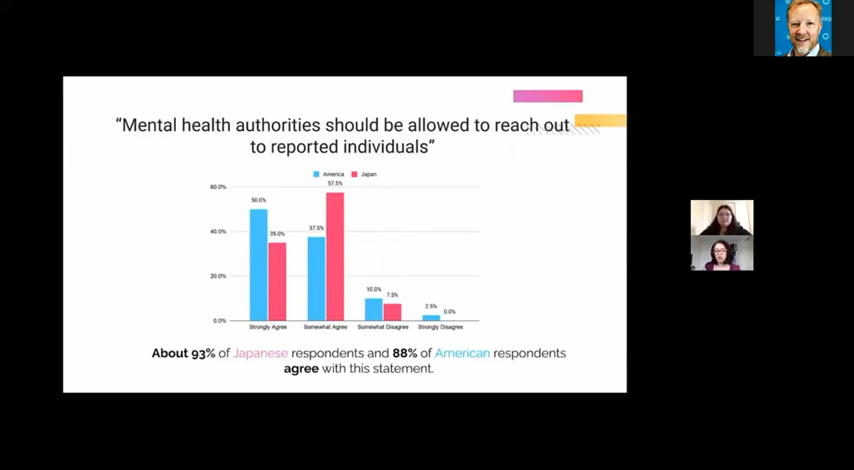 “Mental health authorities should be allowed to reach out
to reported individuals”
America Japan
60.0%
40.0%
20.0%
0.0%
50.0%
35.0%
37.5%
57.5%
10.0%
7.5%
2.5%
0.0%
Strongly Agree
Somewhat Agree
Somewhat Disagree
Strongly Disagree
About 93% of Japanese respondents and 88% of American respondents
agree with this statement.